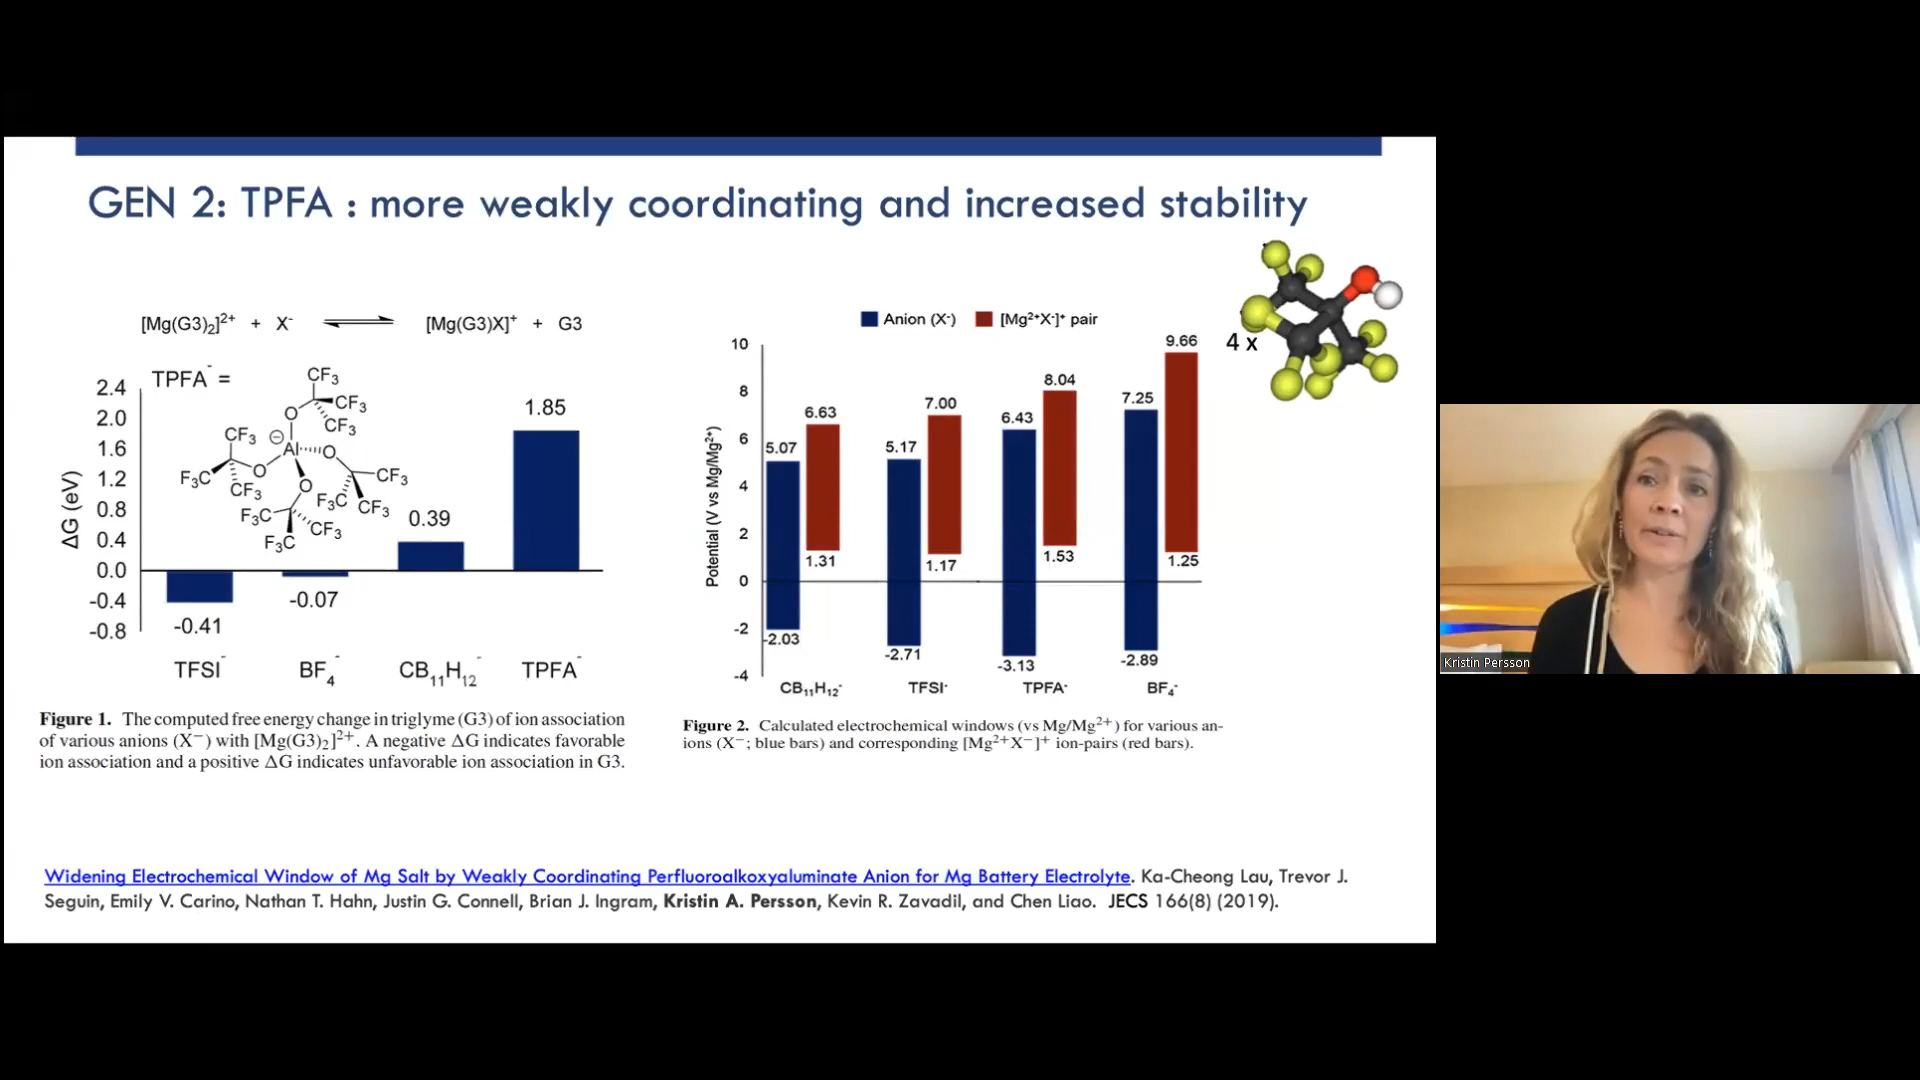 GEN 2: TPFA : more weakly coordinating and increased stability
[Mg(G3)₂]²⁺ + X⁻ ⇌ [Mg(G3)X]⁺ + G3
TPFA⁻ =
CF₃
O
CF₃
CF₃
CF₃
⊖
Al
O
F₃C
CF₃
O
CF₃
O
F₃C
CF₃
F₃C
CF₃
F₃C
ΔG (eV)
2.4
2.0
1.6
1.2
0.8
0.4
0.0
-0.4
-0.8
-0.41
-0.07
0.39
1.85
TFSI⁻
BF₄⁻
CB₁₁H₁₂⁻
TPFA⁻
Figure 1. The computed free energy change in triglyme (G3) of ion association
of various anions (X⁻) with [Mg(G3)₂]²⁺. A negative ΔG indicates favorable
ion association and a positive ΔG indicates unfavorable ion association in G3.
Anion (X⁻)
[Mg²⁺X⁻]⁺ pair
4 x
Potential (V vs Mg/Mg²⁺)
10
8
6
4
2
0
-2
-4
5.07
6.63
5.17
7.00
6.43
8.04
7.25
9.66
1.31
1.17
1.53
1.25
-2.03
-2.71
-3.13
-2.89
CB₁₁H₁₂⁻
TFSI⁻
TPFA⁻
BF₄⁻
Figure 2. Calculated electrochemical windows (vs Mg/Mg²⁺) for various an-
ions (X⁻; blue bars) and corresponding [Mg²⁺X⁻]⁺ ion-pairs (red bars).
Widening Electrochemical Window of Mg Salt by Weakly Coordinating Perfluoroalkoxyaluminate Anion for Mg Battery Electrolyte. Ka-Cheong Lau, Trevor J.
Seguin, Emily V. Carino, Nathan T. Hahn, Justin G. Connell, Brian J. Ingram, Kristin A. Persson, Kevin R. Zavadil, and Chen Liao. JECS 166(8) (2019).
Kristin Persson